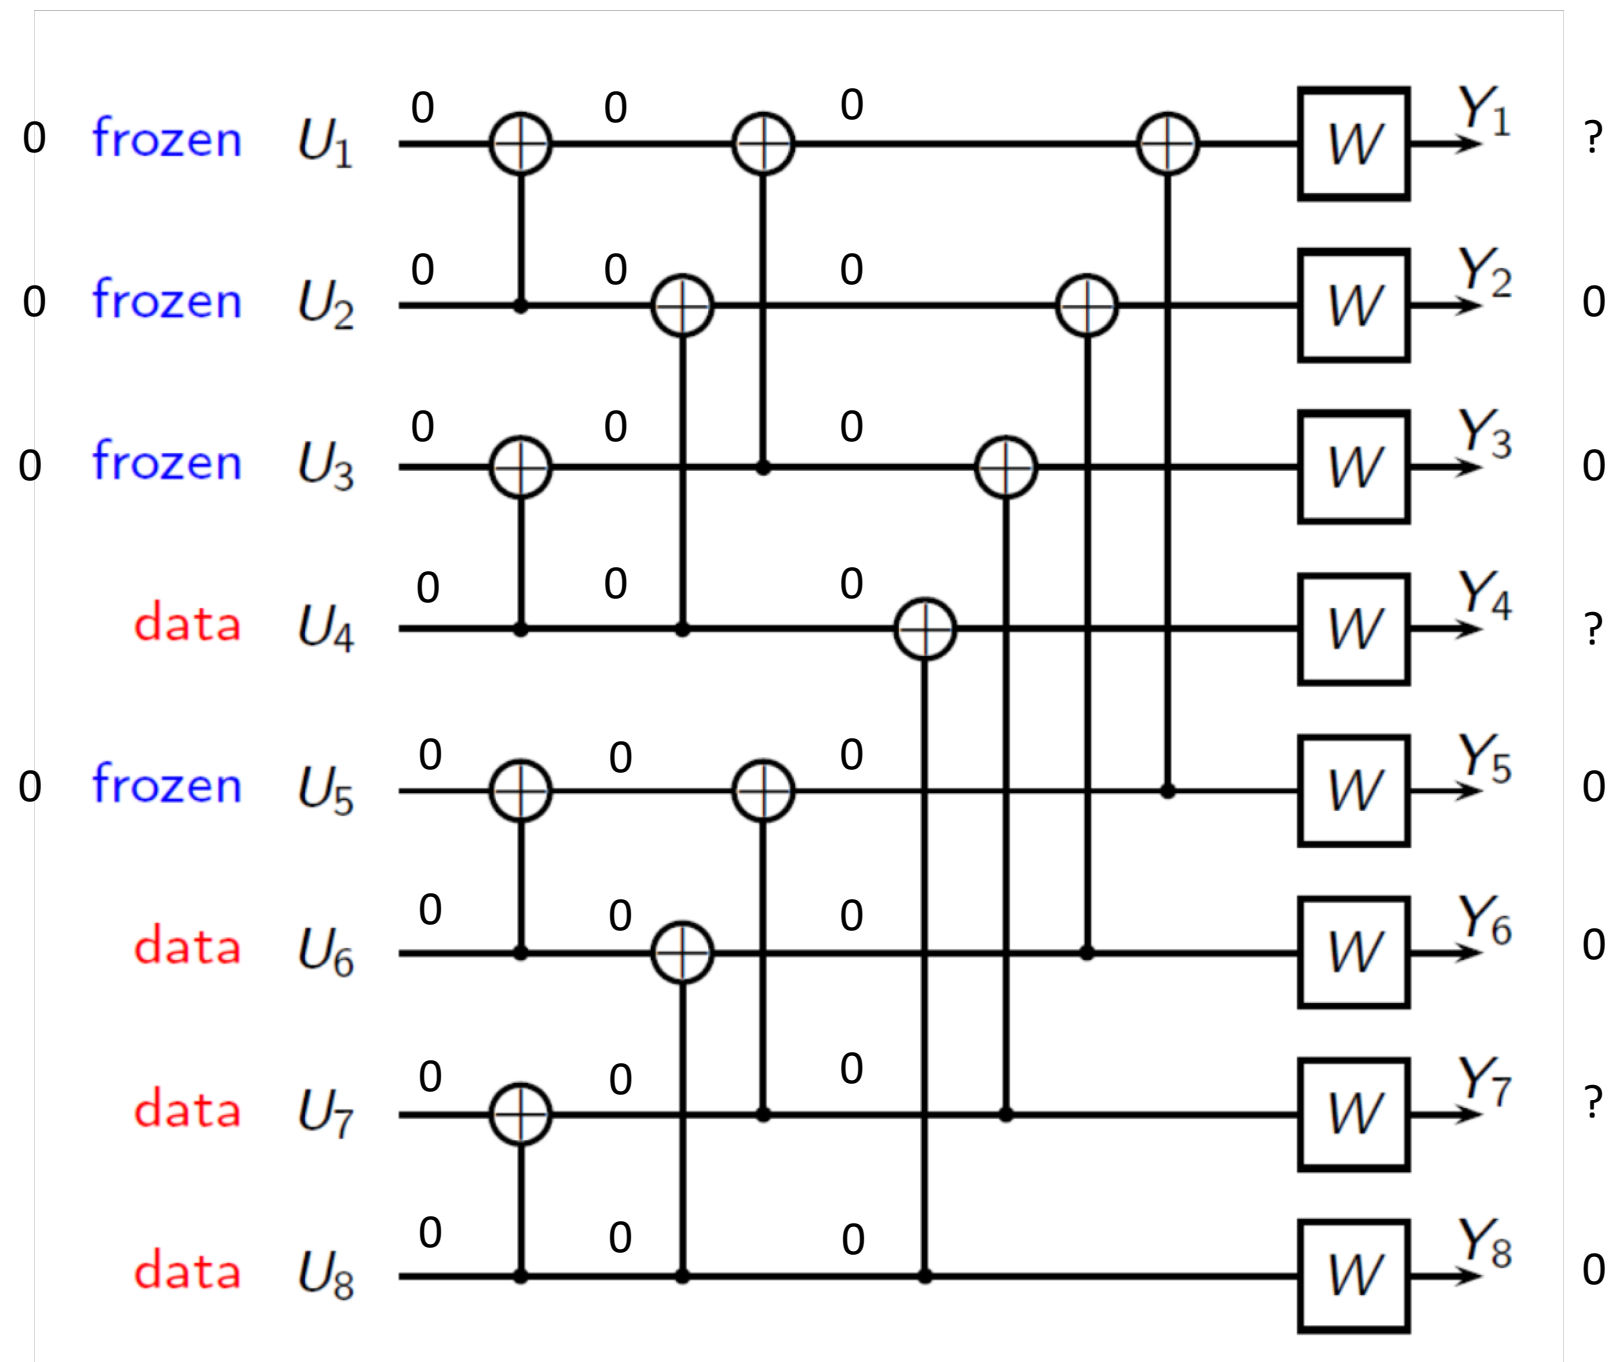 0 0 0
0 frozen U1 W Y1 ?
0 0 0
0 frozen U2 W Y2 0
0 0 0
0 frozen U3 W Y3 0
0 0 0
data U4 W Y4 ?
0 0 0
0 frozen U5 W Y5 0
0 0 0
data U6 W Y6 0
0 0 0
data U7 W Y7 ?
0 0 0
data U8 W Y8 0